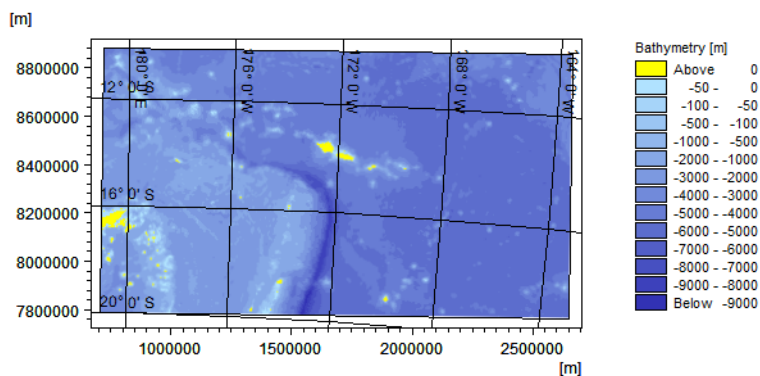 [m]
8800000
8600000
8400000
8200000
8000000
7800000
1000000
1500000
2000000
2500000
[m]
180° 0' E
176° 0' W
172° 0' W
168° 0' W
164° 0' W
12° 0' S
16° 0' S
20° 0' S
Bathymetry [m]
Above 0
-50 - 0
-100 - -50
-500 - -100
-1000 - -500
-2000 - -1000
-3000 - -2000
-4000 - -3000
-5000 - -4000
-6000 - -5000
-7000 - -6000
-8000 - -7000
-9000 - -8000
Below -9000